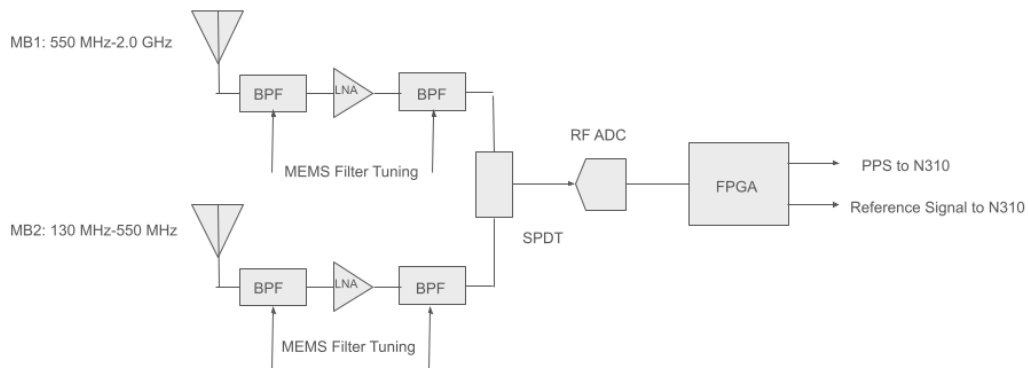 MB1: 550 MHz-2.0 GHz
BPF
LNA
BPF
MEMS Filter Tuning
RF ADC
FPGA
PPS to N310
Reference Signal to N310
SPDT
MB2: 130 MHz-550 MHz
BPF
LNA
BPF
MEMS Filter Tuning